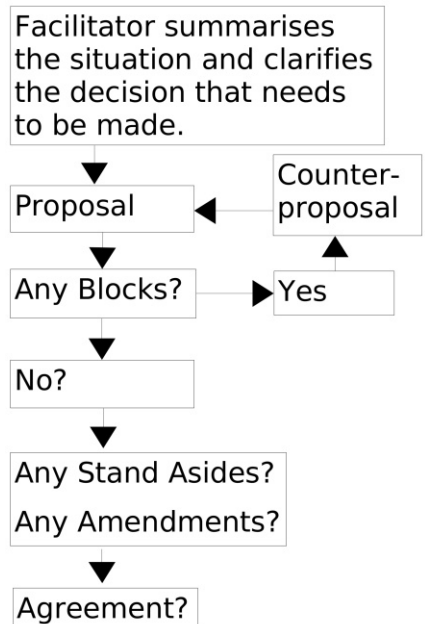 Facilitator summarises
the situation and clarifies
the decision that needs
to be made.
Counter-
proposal
Proposal
Any Blocks?
Yes
No?
Any Stand Asides?
Any Amendments?
Agreement?